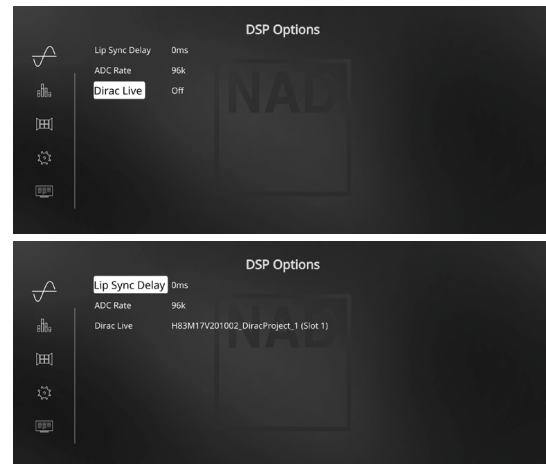 DSP Options
Lip Sync Delay 0ms
ADC Rate 96k
Dirac Live Off
NAD
DSP Options
Lip Sync Delay 0ms
ADC Rate 96k
Dirac Live H83M17V201002_DiracProject_1 (Slot 1)
NAD